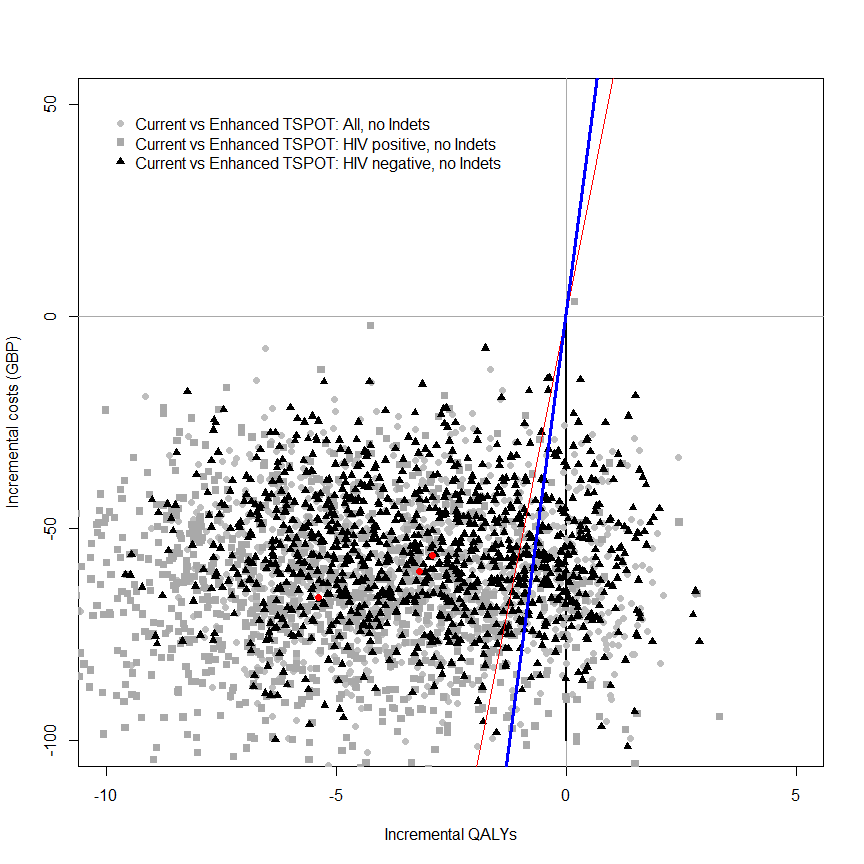 50
0
-50
-100
Incremental costs (GBP)
Current vs Enhanced TSPOT: All, no Indets
Current vs Enhanced TSPOT: HIV positive, no Indets
Current vs Enhanced TSPOT: HIV negative, no Indets
-10
-5
0
5
Incremental QALYs